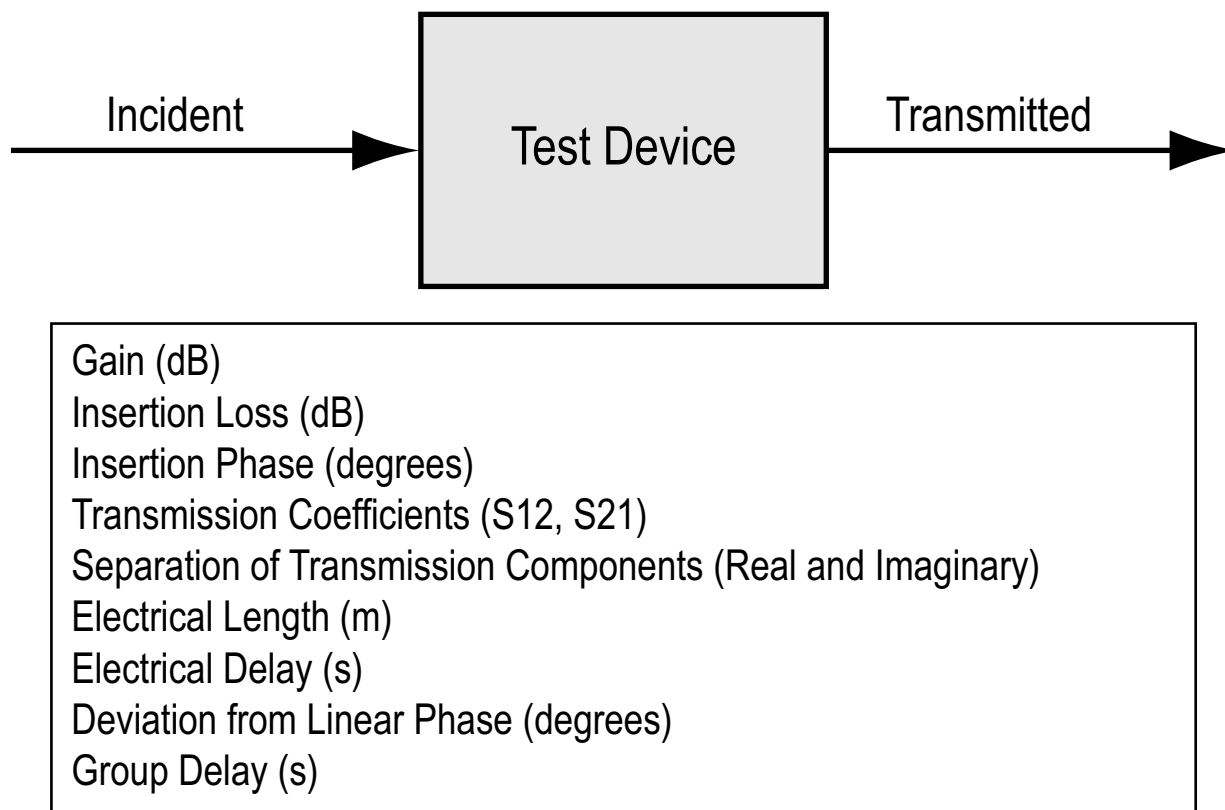 Incident
Test Device
Transmitted
Gain (dB)
Insertion Loss (dB)
Insertion Phase (degrees)
Transmission Coefficients (S12, S21)
Separation of Transmission Components (Real and Imaginary)
Electrical Length (m)
Electrical Delay (s)
Deviation from Linear Phase (degrees)
Group Delay (s)